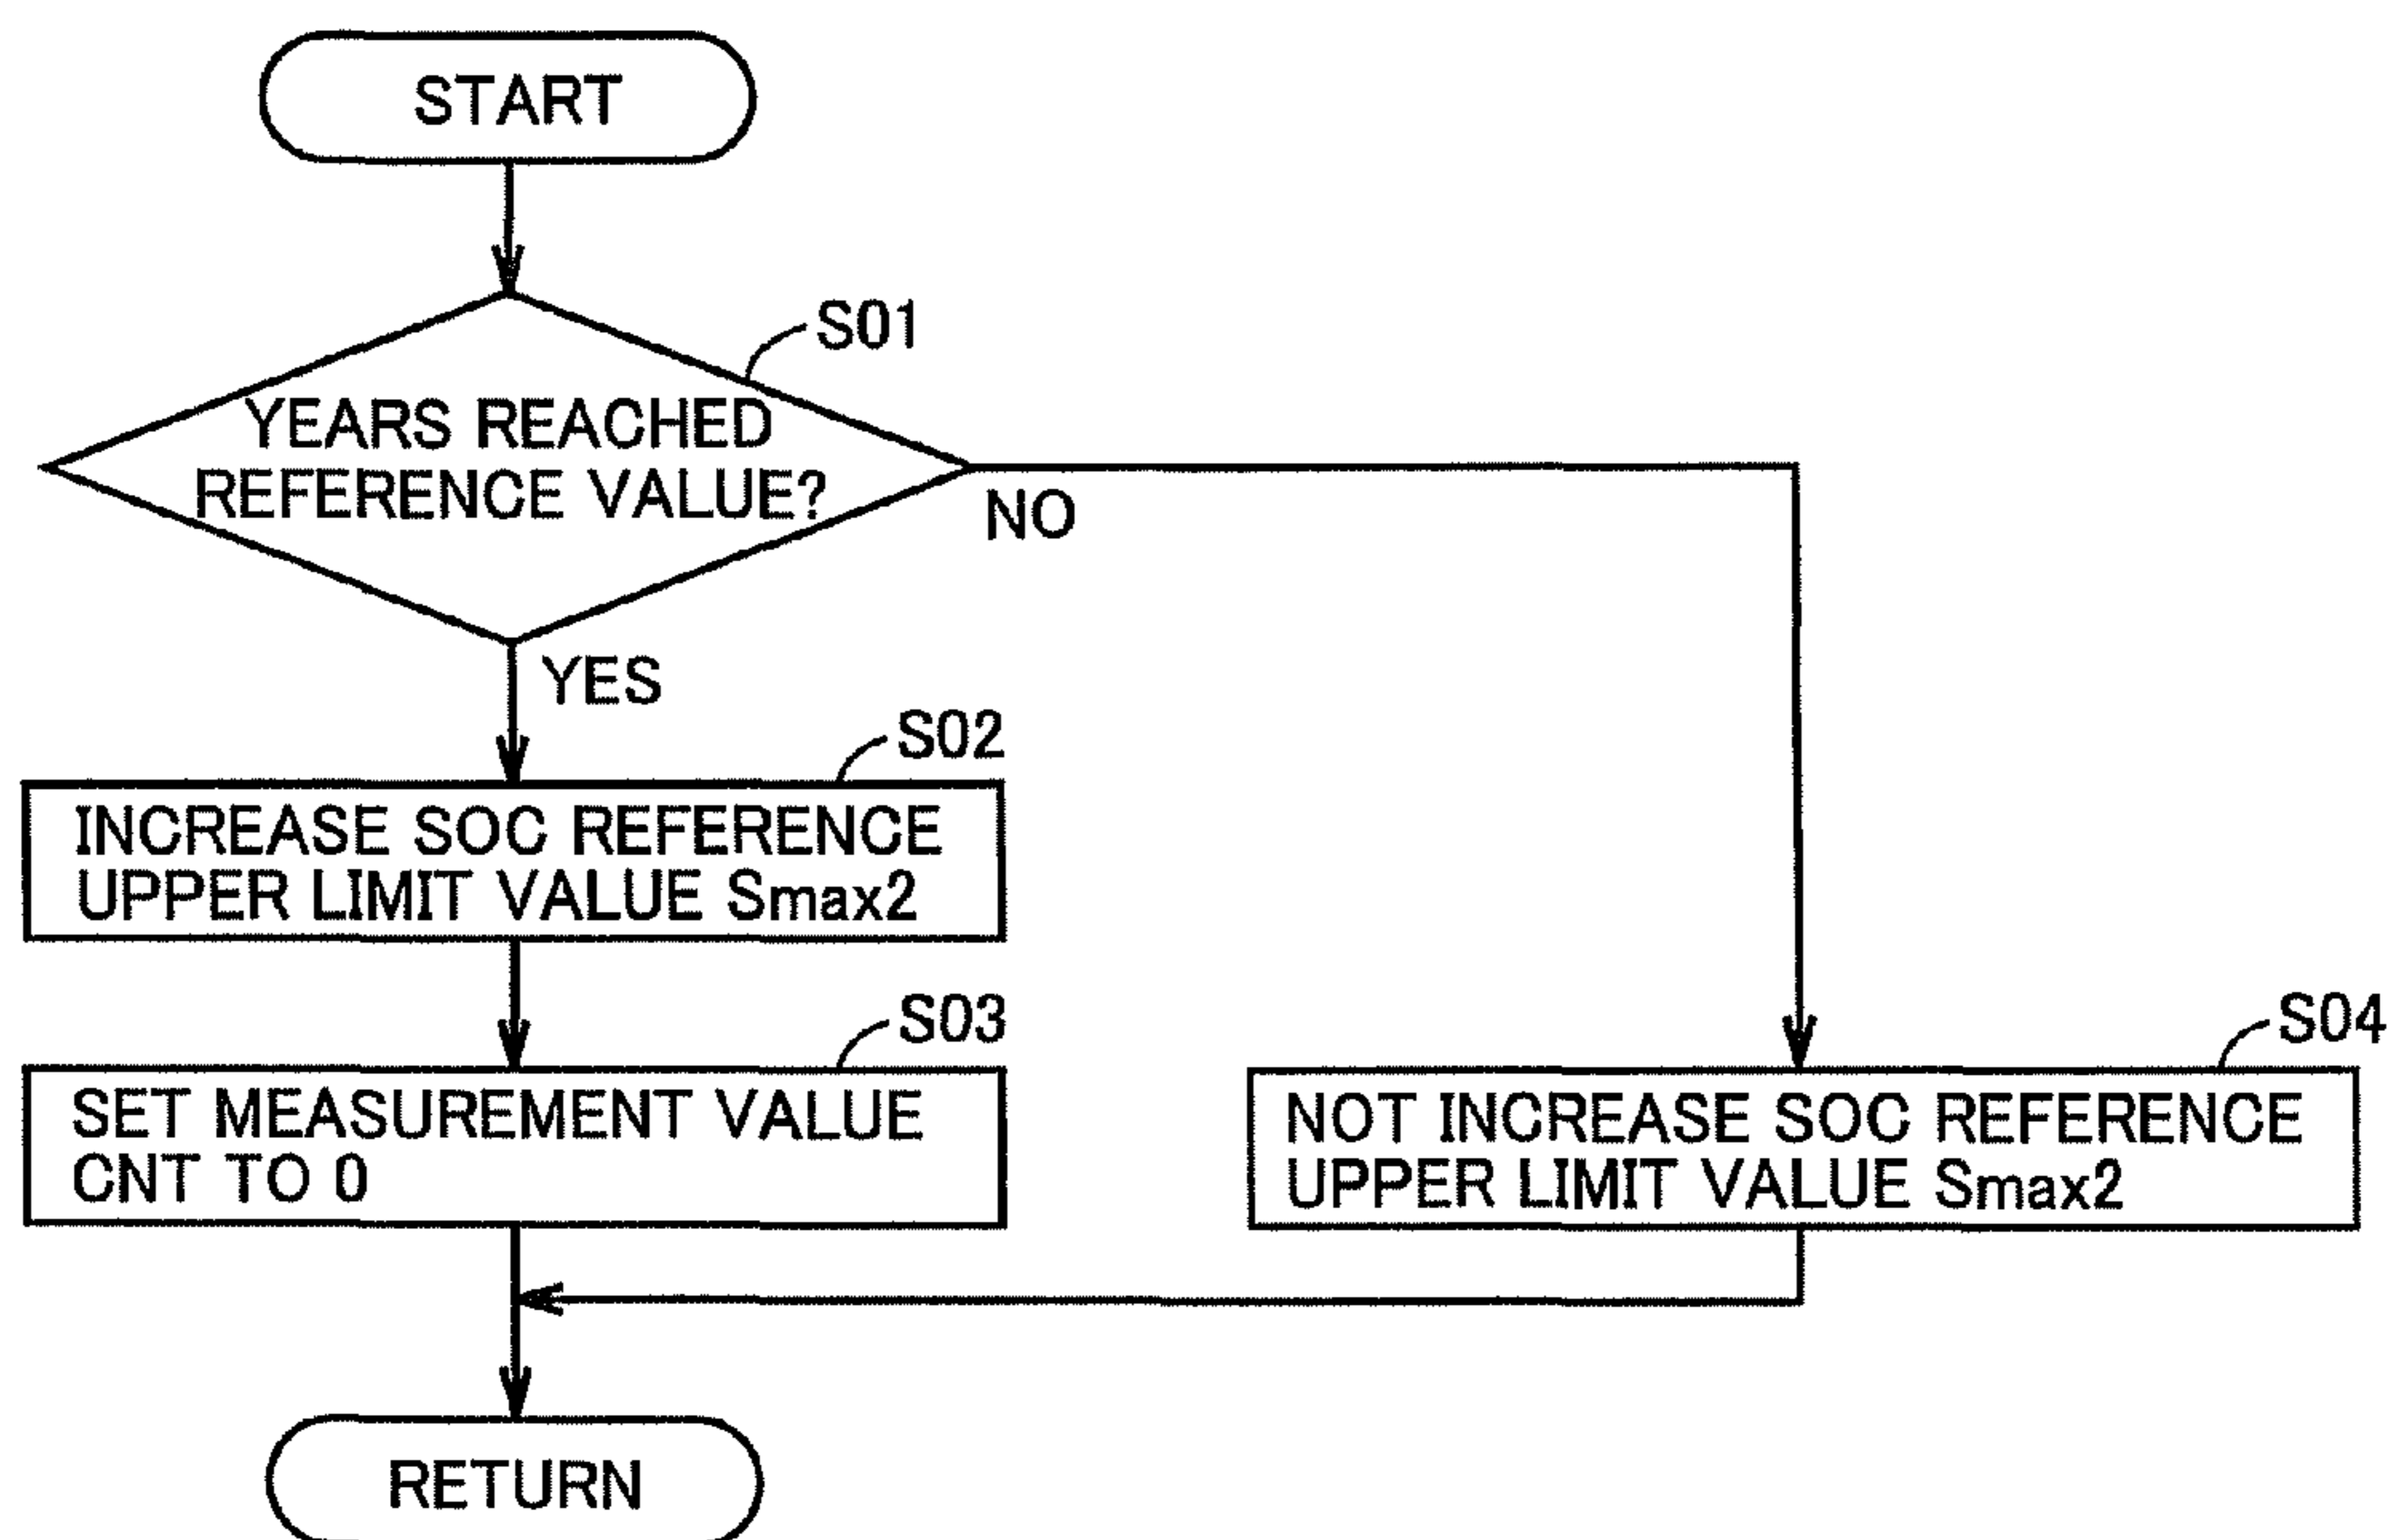 START
S01
YEARS REACHED
REFERENCE VALUE?
NO
YES
S02
INCREASE SOC REFERENCE
UPPER LIMIT VALUE Smax2
S03
SET MEASUREMENT VALUE
CNT TO 0
S04
NOT INCREASE SOC REFERENCE
UPPER LIMIT VALUE Smax2
RETURN